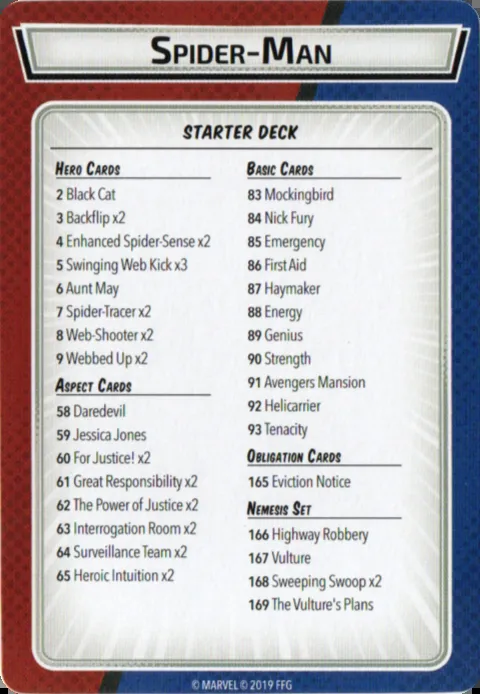 SPIDER-MAN
STARTER DECK
HERO CARDS
2 Black Cat
3 Backflip x2
4 Enhanced Spider-Sense x2
5 Swinging Web Kick x3
6 Aunt May
7 Spider-Tracer x2
8 Web-Shooter x2
9 Webbed Up x2
ASPECT CARDS
58 Daredevil
59 Jessica Jones
60 For Justice! x2
61 Great Responsibility x2
62 The Power of Justice x2
63 Interrogation Room x2
64 Surveillance Team x2
65 Heroic Intuition x2
BASIC CARDS
83 Mockingbird
84 Nick Fury
85 Emergency
86 First Aid
87 Haymaker
88 Energy
89 Genius
90 Strength
91 Avengers Mansion
92 Helicarrier
93 Tenacity
OBLIGATION CARDS
165 Eviction Notice
NEMESIS SET
166 Highway Robbery
167 Vulture
168 Sweeping Swoop x2
169 The Vulture's Plans
© MARVEL © 2019 FFG